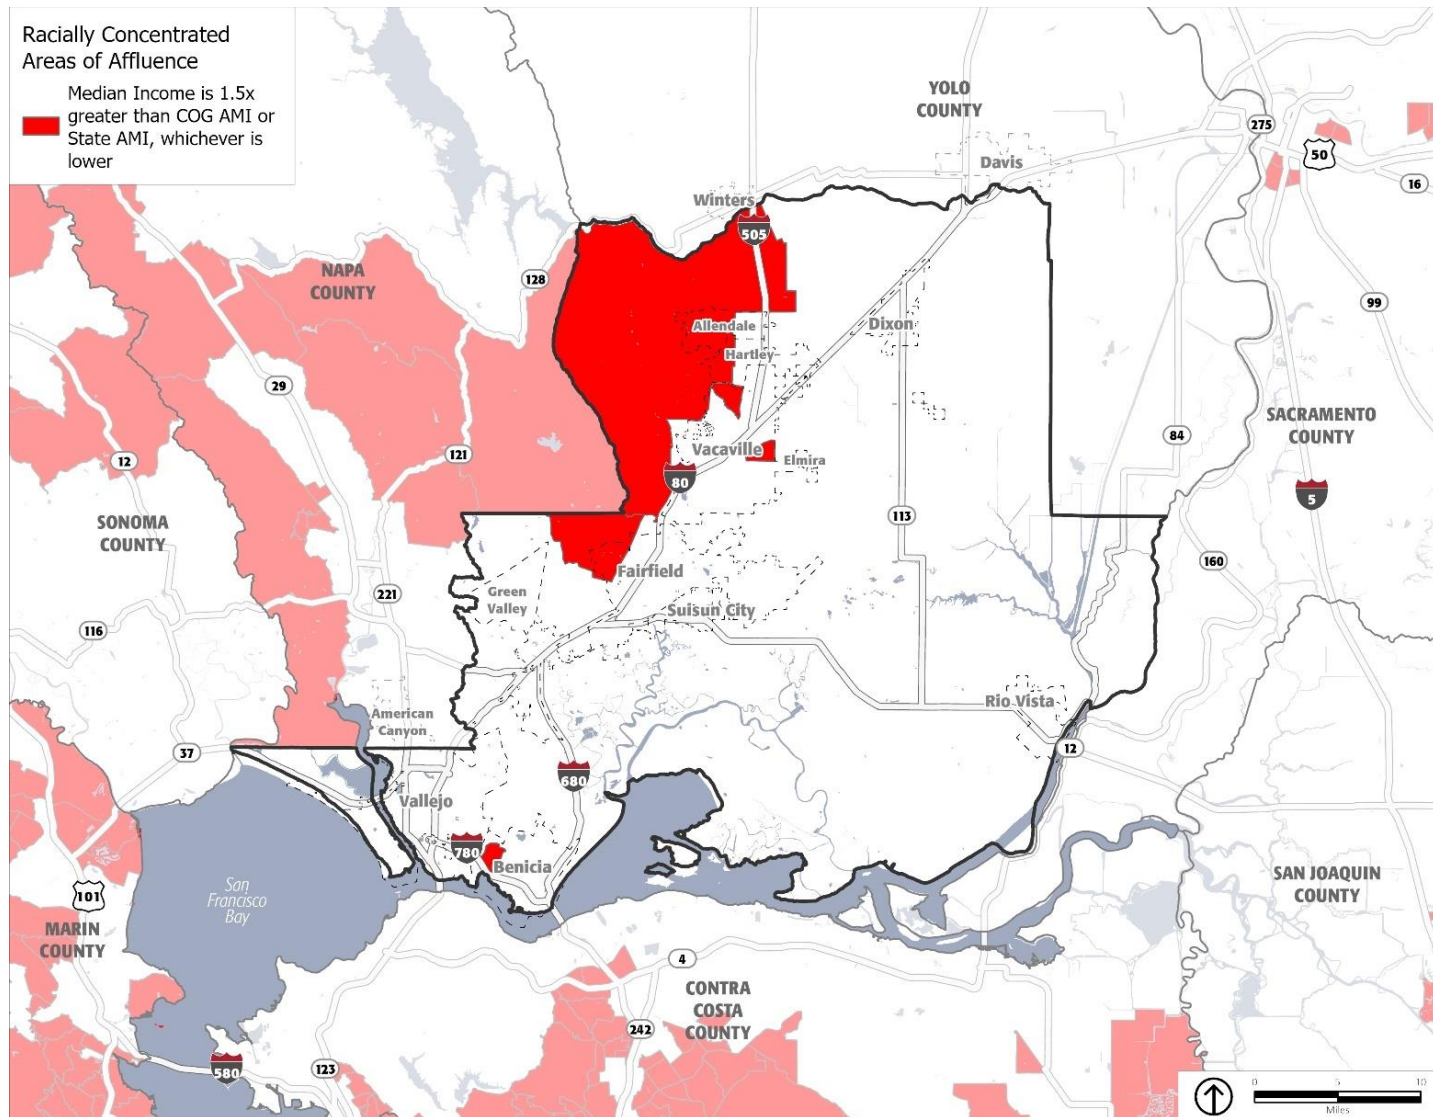 Racially Concentrated
Areas of Affluence
Median Income is 1.5x
greater than COG AMI or
State AMI, whichever is
lower
YOLO
COUNTY
275
50
Davis
16
Winters
505
NAPA
COUNTY
128
99
Allendale
Dixon
Hartley
29
SACRAMENTO
COUNTY
84
12
121
Vacaville
Elmira
80
5
113
SONOMA
COUNTY
160
Fairfield
221
Green
Valley
Suisun City
116
Rio Vista
American
Canyon
37
12
680
Vallejo
780
Benicia
San
Francisco
Bay
101
SAN JOAQUIN
COUNTY
MARIN
COUNTY
4
CONTRA
COSTA
COUNTY
242
580
123
0 5 10
Miles